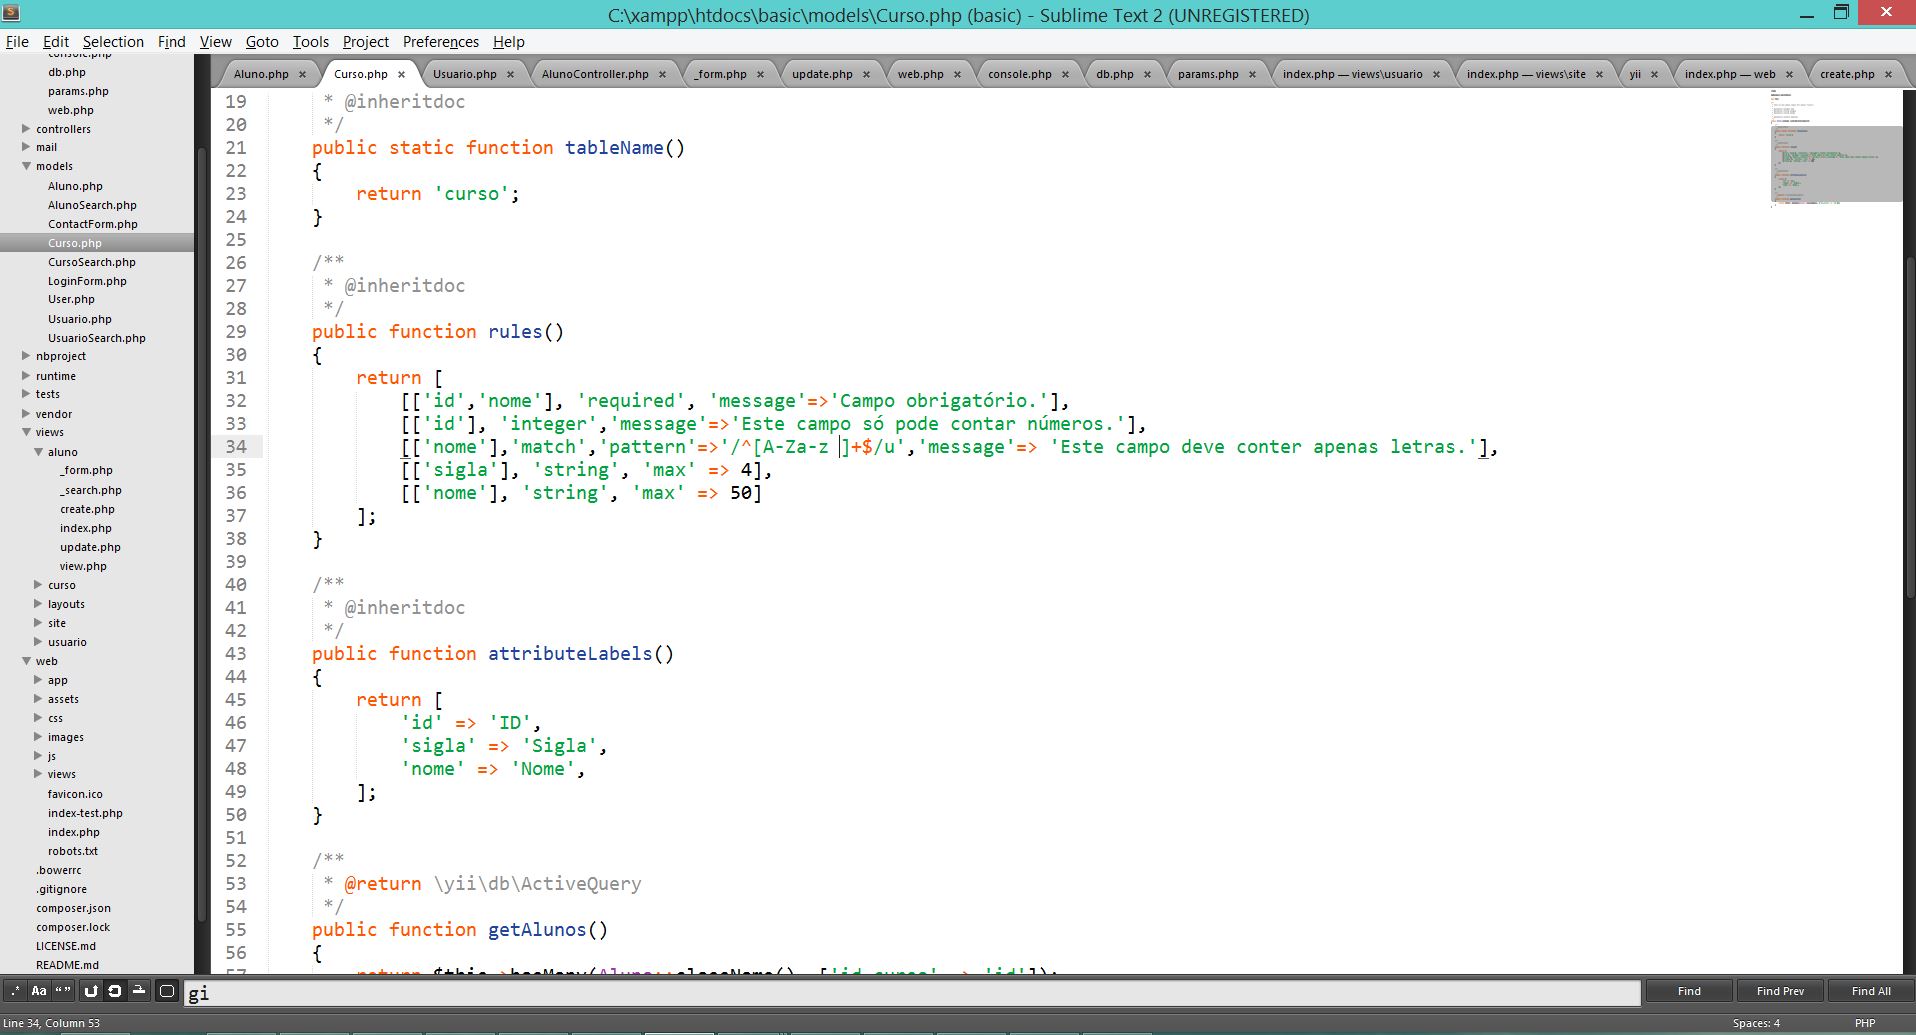 C:\xampp\htdocs\basic\models\Curso.php (basic) - Sublime Text 2 (UNREGISTERED)
File Edit Selection Find View Goto Tools Project Preferences Help
console.php
db.php
params.php
web.php
controllers
mail
models
Aluno.php
AlunoSearch.php
ContactForm.php
Curso.php
CursoSearch.php
LoginForm.php
User.php
Usuario.php
UsuarioSearch.php
nbproject
runtime
tests
vendor
views
aluno
_form.php
_search.php
create.php
index.php
update.php
view.php
curso
layouts
site
usuario
web
app
assets
css
images
js
views
favicon.ico
index-test.php
index.php
robots.txt
.bowerrc
.gitignore
composer.json
composer.lock
LICENSE.md
README.md
Aluno.php × Curso.php × Usuario.php × AlunoController.php × _form.php × update.php × web.php × console.php × db.php × params.php × index.php — views\usuario × index.php — views\site × yii × index.php — web × create.php ×
19 * @inheritdoc
20 */
21 public static function tableName()
22 {
23 return 'curso';
24 }
25
26 /**
27 * @inheritdoc
28 */
29 public function rules()
30 {
31 return [
32 [['id','nome'], 'required', 'message'=>'Campo obrigatório.'],
33 [['id'], 'integer','message'=>'Este campo só pode contar números.'],
34 [['nome'],'match','pattern'=>'/^[A-Za-z ]+$/u','message'=> 'Este campo deve conter apenas letras.'],
35 [['sigla'], 'string', 'max' => 4],
36 [['nome'], 'string', 'max' => 50]
37 ];
38 }
39
40 /**
41 * @inheritdoc
42 */
43 public function attributeLabels()
44 {
45 return [
46 'id' => 'ID',
47 'sigla' => 'Sigla',
48 'nome' => 'Nome',
49 ];
50 }
51
52 /**
53 * @return \yii\db\ActiveQuery
54 */
55 public function getAlunos()
56 {
57 return $this->hasMany(Aluno::className(), ['id_curso' => 'id']);
.* Aa “ ” gi Find Find Prev Find All
Line 34, Column 53 Spaces: 4 PHP